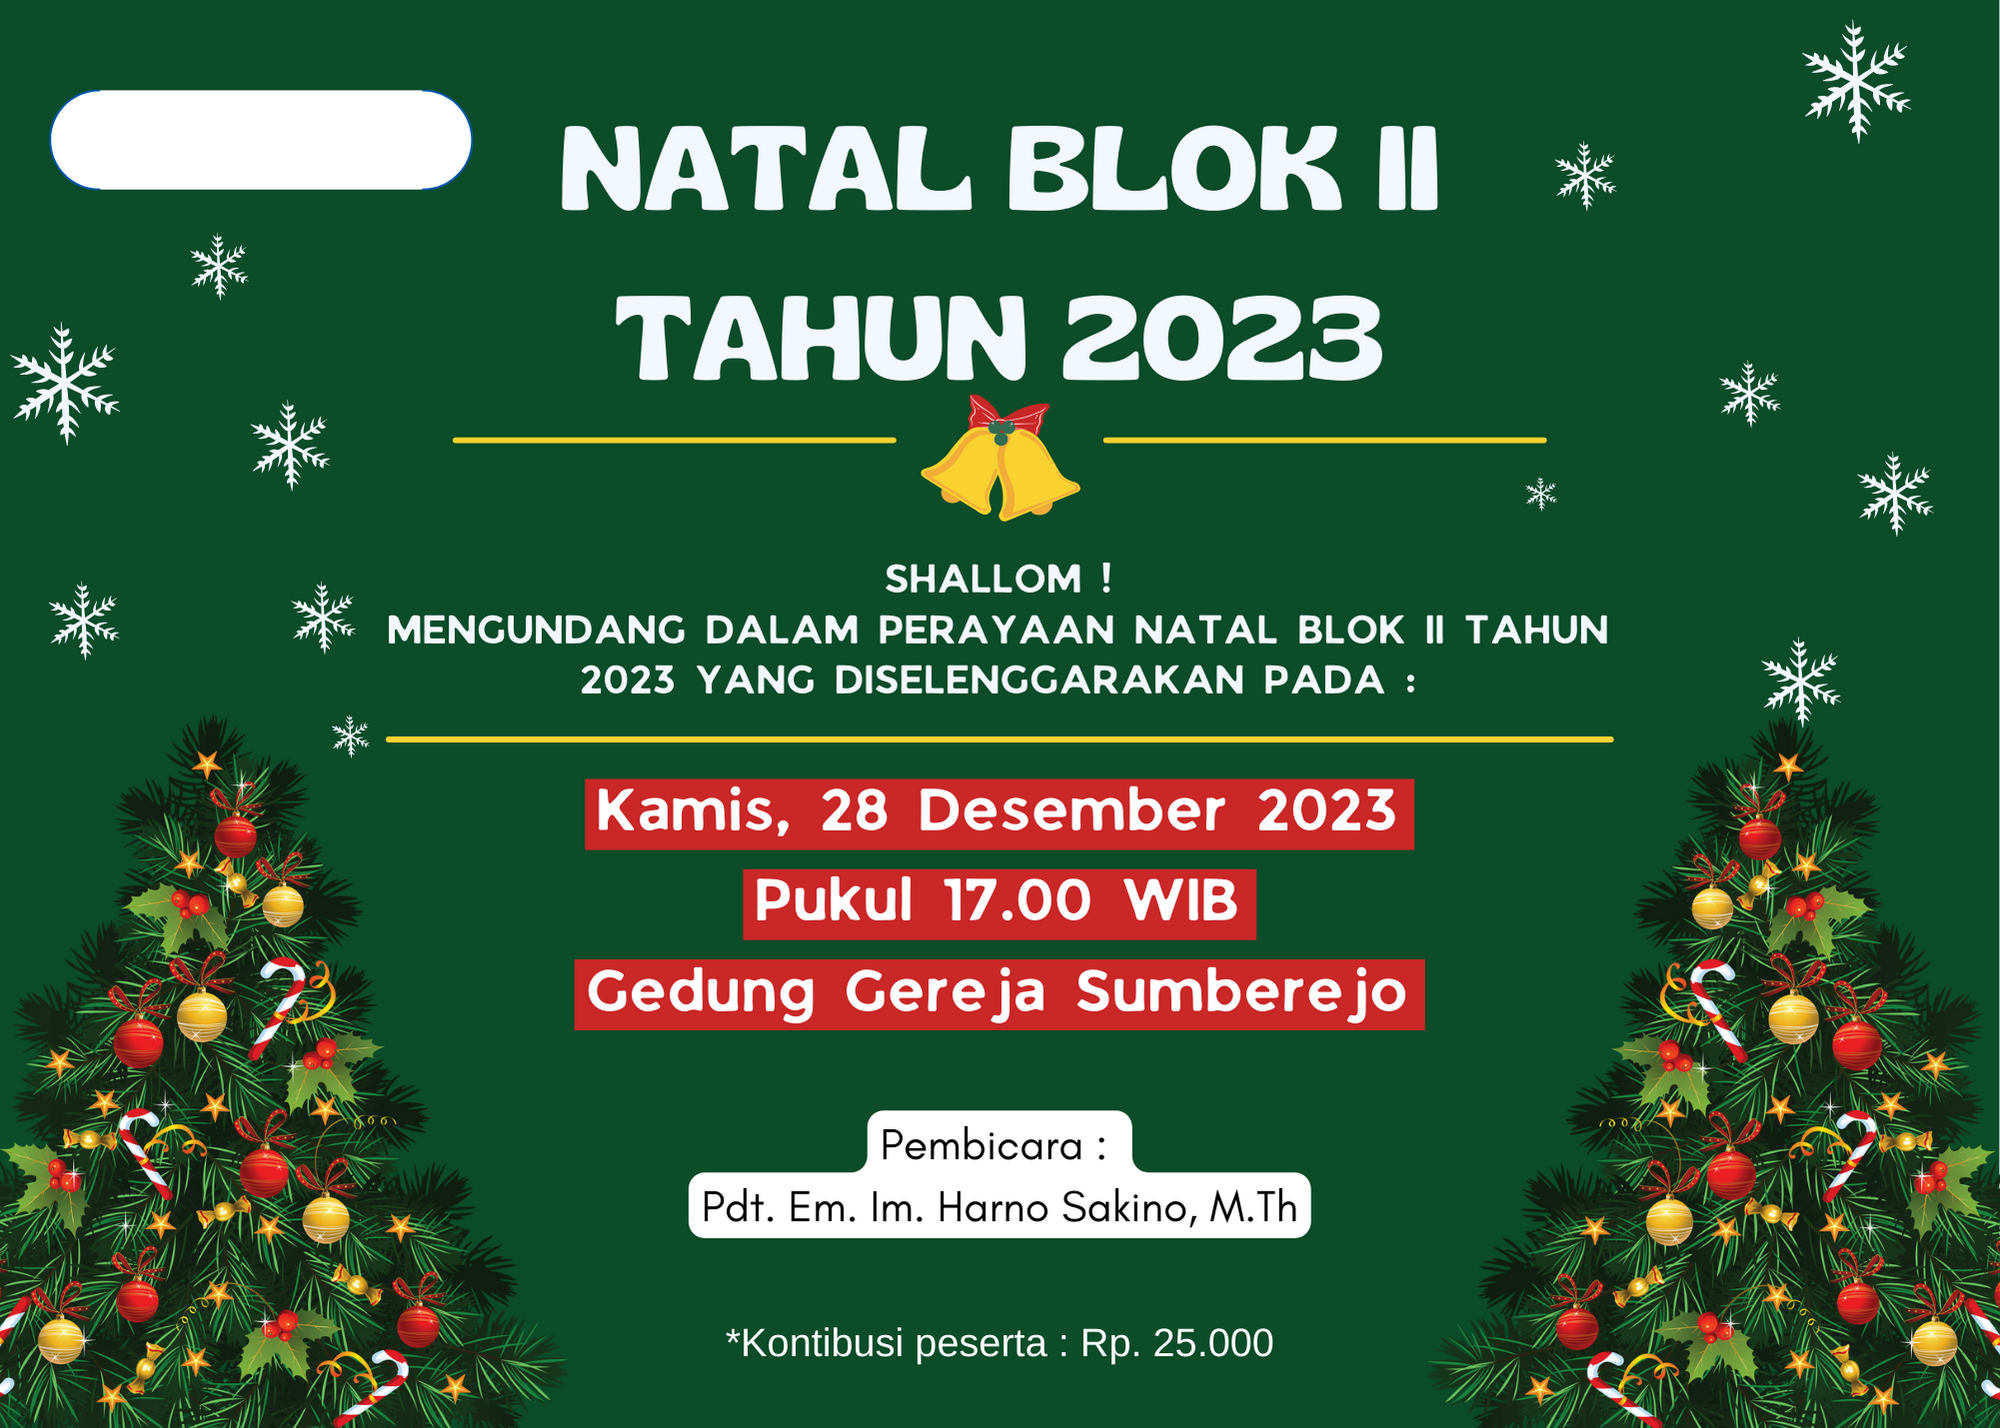 NATAL BLOK II
TAHUN 2023
SHALLOM !
MENGUNDANG DALAM PERAYAAN NATAL BLOK II TAHUN
2023 YANG DISELENGGARAKAN PADA :
Kamis, 28 Desember 2023
Pukul 17.00 WIB
Gedung Gereja Sumberejo
Pembicara :
Pdt. Em. Im. Harno Sakino, M.Th
*Kontibusi peserta : Rp. 25.000